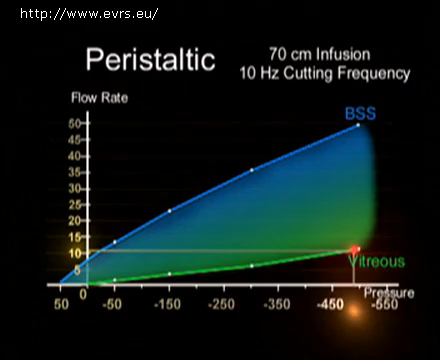 http://www.evrs.eu/
Peristaltic
70 cm Infusion
10 Hz Cutting Frequency
Flow Rate
BSS
50
45
40
35
30
25
20
15
10
5
Vitreous
0
Pressure
50 -50 -150 -250 -350 -450 -550